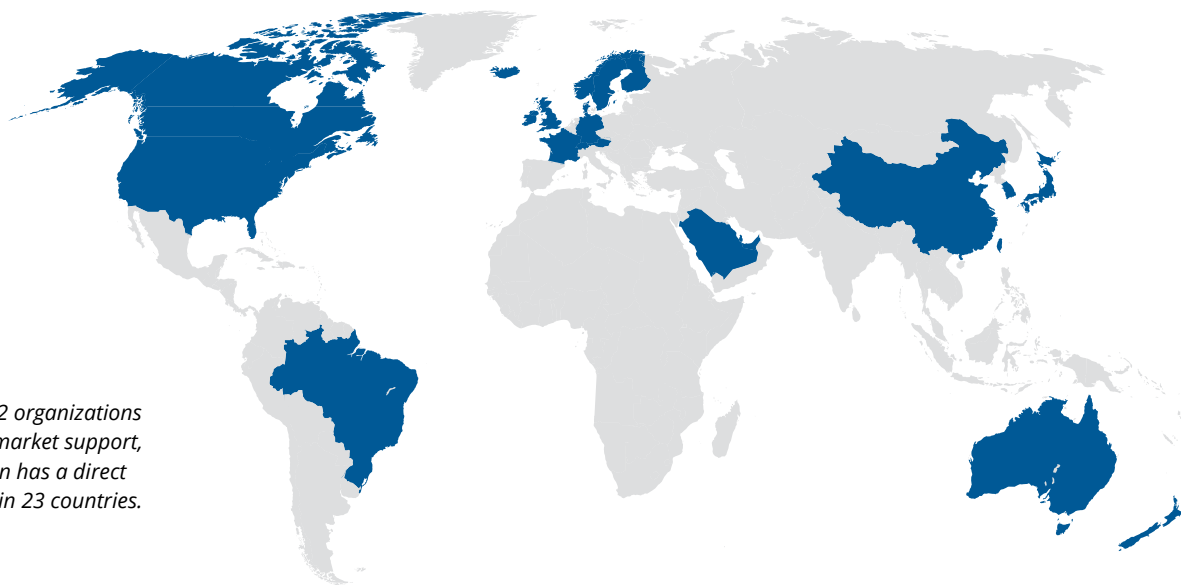 2 organizations
market support,
n has a direct
in 23 countries.